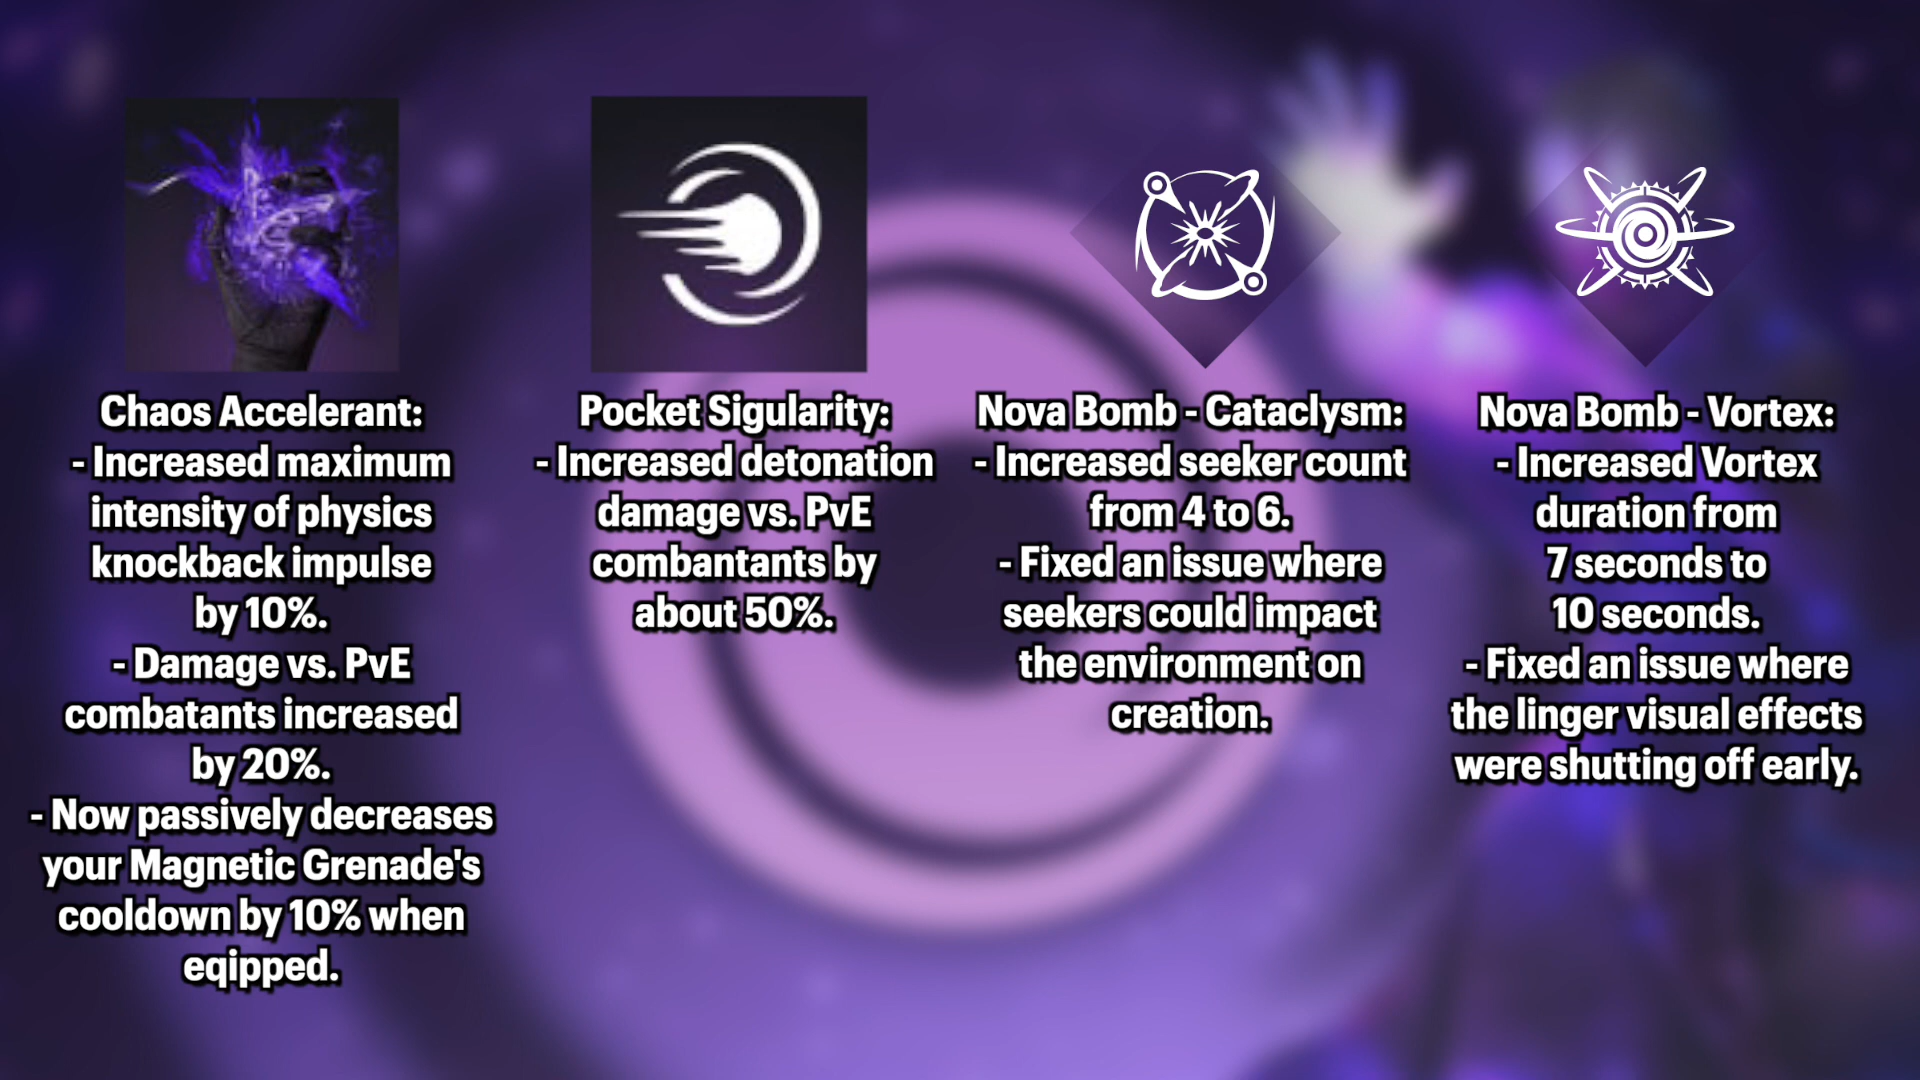 Chaos Accelerant:
- Increased maximum
intensity of physics
knockback impulse
by 10%.
- Damage vs. PvE
combatants increased
by 20%.
- Now passively decreases
your Magnetic Grenade's
cooldown by 10% when
eqipped.
Pocket Sigularity:
- Increased detonation
damage vs. PvE
combantants by
about 50%.
Nova Bomb - Cataclysm:
- Increased seeker count
from 4 to 6.
- Fixed an issue where
seekers could impact
the environment on
creation.
Nova Bomb - Vortex:
- Increased Vortex
duration from
7 seconds to
10 seconds.
- Fixed an issue where
the linger visual effects
were shutting off early.